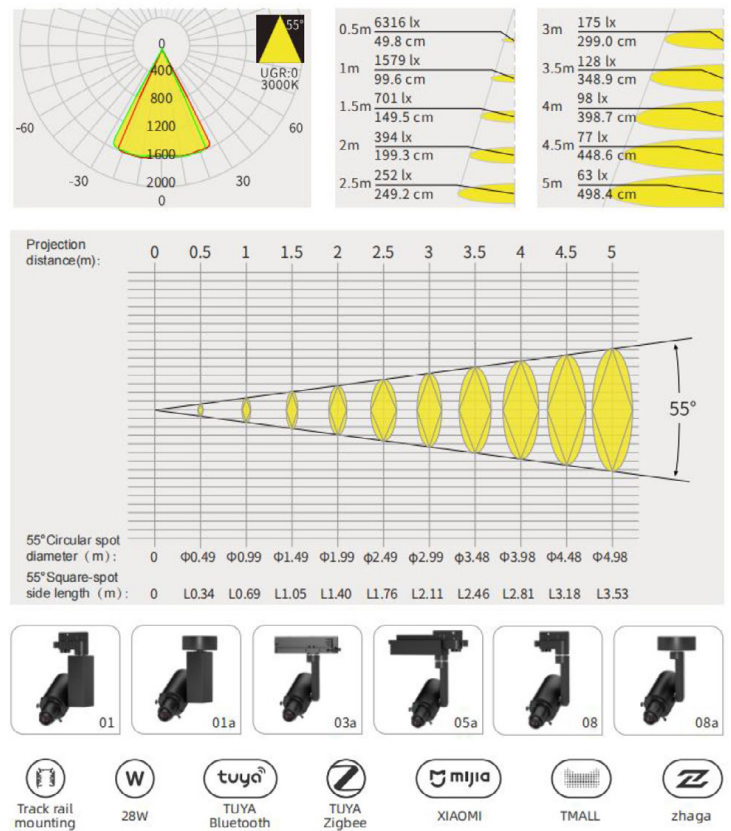 0
400
800
1200
1600
2000
0
-60
60
-30
30
55°
UGR:0
3000K
0.5m 6316 lx
49.8 cm
1m 1579 lx
99.6 cm
1.5m 701 lx
149.5 cm
2m 394 lx
199.3 cm
2.5m 252 lx
249.2 cm
3m 175 lx
299.0 cm
3.5m 128 lx
348.9 cm
4m 98 lx
398.7 cm
4.5m 77 lx
448.6 cm
5m 63 lx
498.4 cm
Projection
distance(m): 0 0.5 1 1.5 2 2.5 3 3.5 4 4.5 5
55°
55°Circular spot
diameter（m）: 0 Φ0.49 Φ0.99 Φ1.49 Φ1.99 Φ2.49 Φ2.99 Φ3.48 Φ3.98 Φ4.48 Φ4.98
55°Square-spot
side length（m）: 0 L0.34 L0.69 L1.05 L1.40 L1.76 L2.11 L2.46 L2.81 L3.18 L3.53
01 01a 03a 05a 08 08a
W tuya mijia
Track rail
mounting
28W
TUYA
Bluetooth
TUYA
Zigbee
XIAOMI
TMALL
zhaga